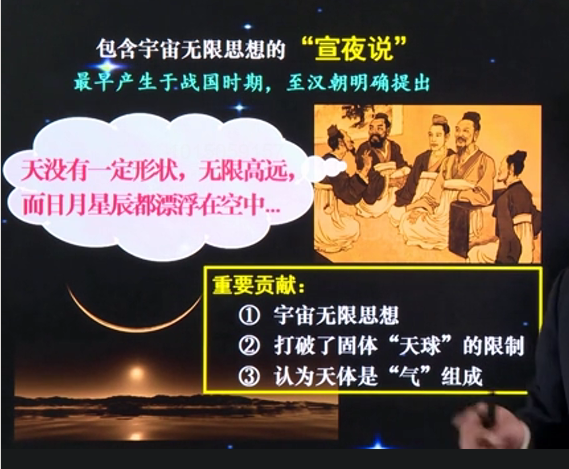 包含宇宙无限思想的“宣夜说”
最早产生于战国时期，至汉朝明确提出
天没有一定形状，无限高远，
而日月星辰都漂浮在空中...
重要贡献：
① 宇宙无限思想
② 打破了固体“天球”的限制
③ 认为天体是“气”组成